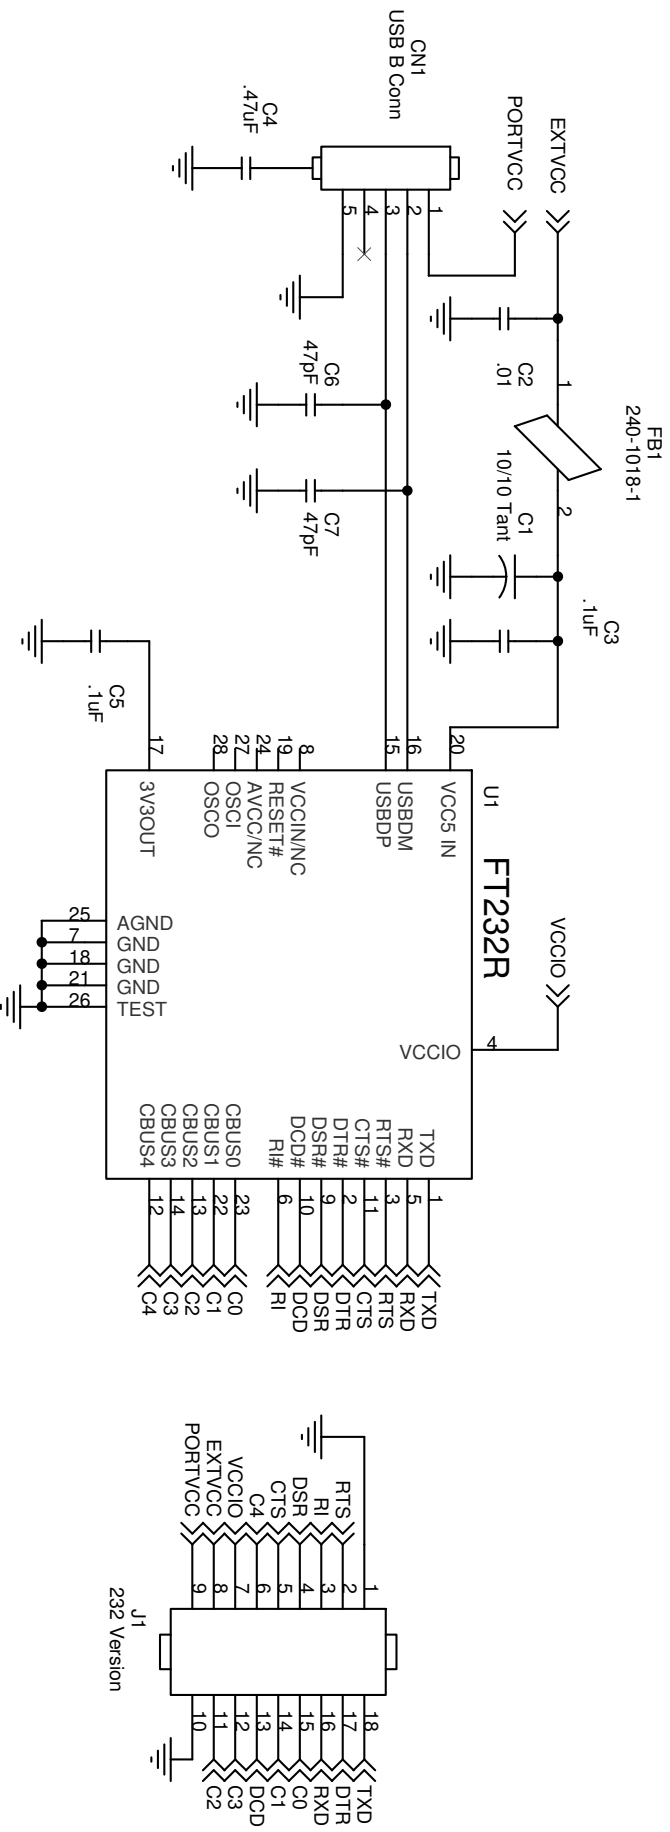 CN1
USB B Conn
C4
.47uF
PORTVCC
EXTVCC
1
2
3
4
5
C2
.01
1
FB1
240-1018-1
2
C1
10/10 Tant
C3
.1uF
C6
47pF
C7
47pF
C5
.1uF
U1
FT232R
20
VCC5 IN
16
USBDM
15
USBDP
8
VCCIN/NC
19
RESET#
24
AVCC/NC
27
OSCI
28
OSCO
17
3V3OUT
25
AGND
7
GND
18
GND
21
GND
26
TEST
VCCIO
4
VCCIO
TXD 1 TXD
RXD 5 RXD
RTS# 3 RTS
CTS# 11 CTS
DTR# 2 DTR
DSR# 9 DSR
DCD# 10 DCD
RI# 6 RI
CBUS0 23 C0
CBUS1 22 C1
CBUS2 13 C2
CBUS3 14 C3
CBUS4 12 C4
1
RTS 2
RI 3
DSR 4
CTS 5
C4 6
VCCIO 7
EXTVCC 8
PORTVCC 9
J1
232 Version
18 TXD
17 DTR
16 RXD
15 C0
14 C1
13 DCD
12 C3
11 C2
10